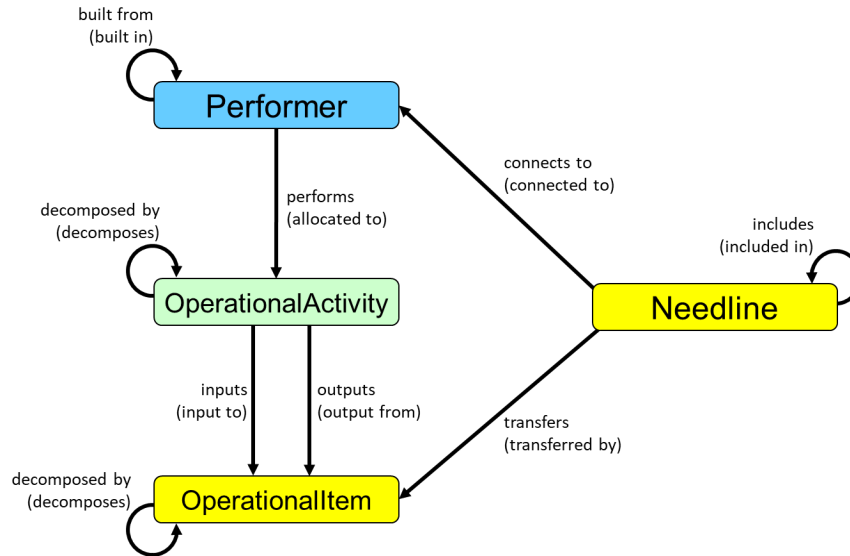 built from
(built in)
Performer
connects to
(connected to)
performs
(allocated to)
decomposed by
(decomposes)
includes
(included in)
OperationalActivity
Needline
inputs
(input to)
outputs
(output from)
transfers
(transferred by)
decomposed by
(decomposes)
OperationalItem